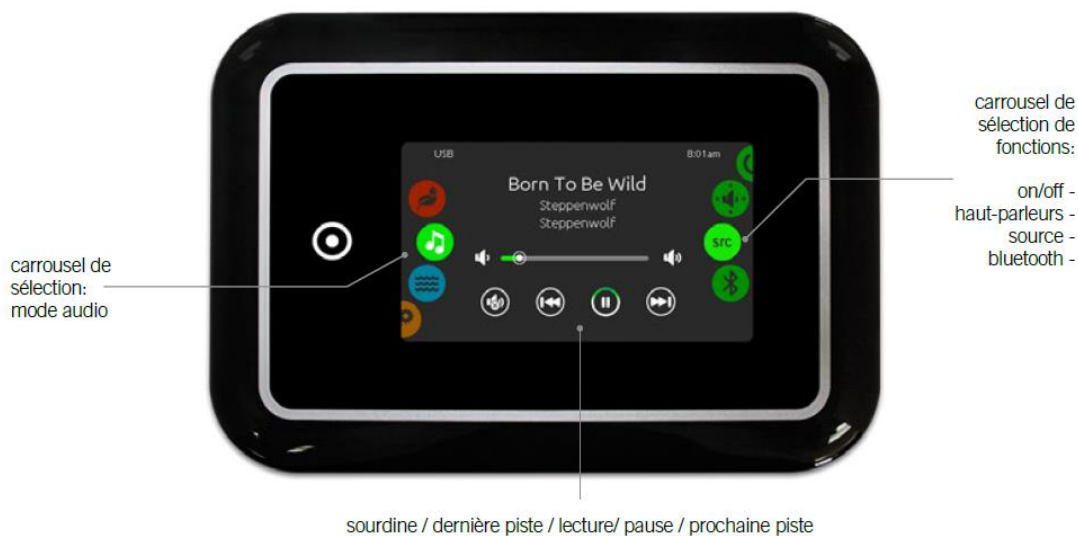 USB
8:01am
Born To Be Wild
Steppenwolf
Steppenwolf
src
carrousel de
sélection:
mode audio
carrousel de
sélection de
fonctions:
on/off -
haut-parleurs -
source -
bluetooth -
sourdine / dernière piste / lecture/ pause / prochaine piste